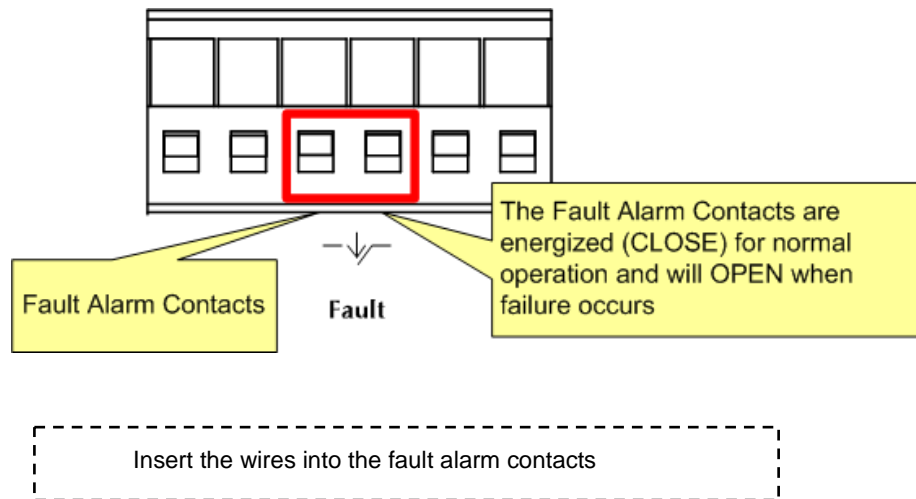 The Fault Alarm Contacts are
energized (CLOSE) for normal
operation and will OPEN when
failure occurs
Fault Alarm Contacts
Fault
Insert the wires into the fault alarm contacts